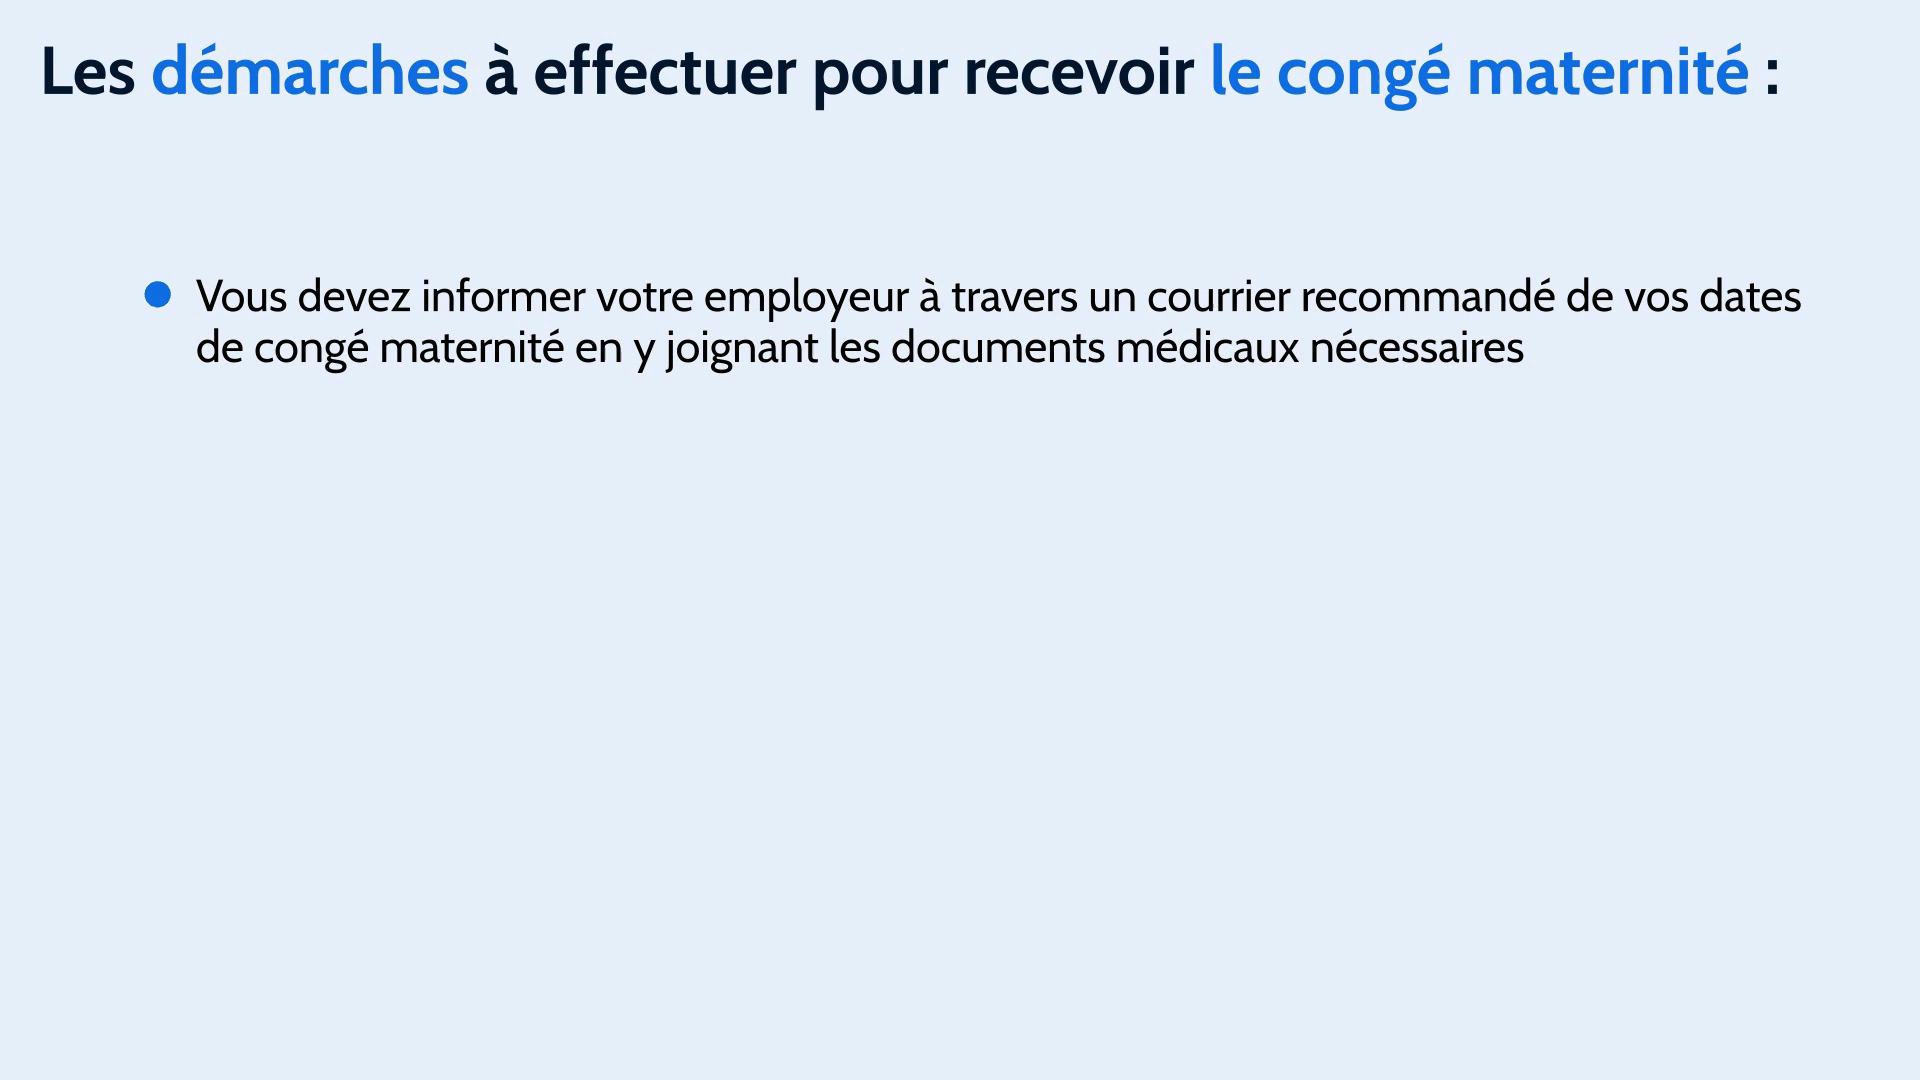 Les démarches à effectuer pour recevoir le congé maternité :
Vous devez informer votre employeur à travers un courrier recommandé de vos dates
de congé maternité en y joignant les documents médicaux nécessaires